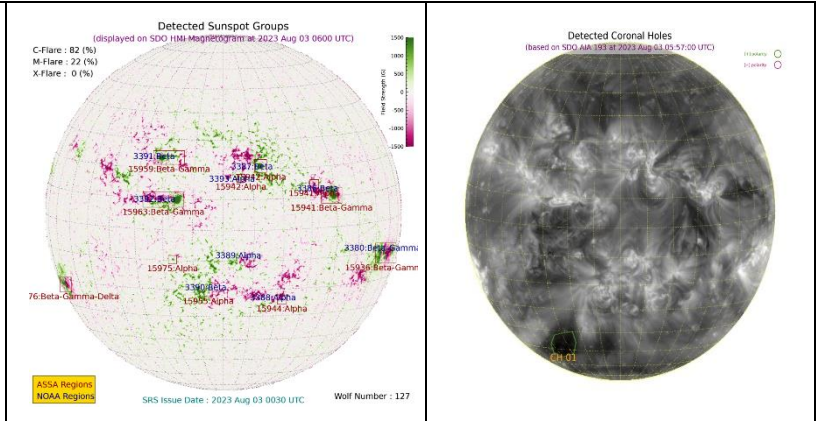 Detected Sunspot Groups
(displayed on SDO HMI Magnetogram at 2023 Aug 03 0600 UTC)
C-Flare : 82 (%)
M-Flare : 22 (%)
X-Flare : 0 (%)
1500
1000
500
0
-500
-1000
-1500
Field Strength (G)
3391:Beta
15959:Beta-Gamma
3387:Beta
3393:Alpha
15942:Alpha
15941:Beta-Gamma
15963:Beta-Gamma
3380:Beta-Gamma
15936:Beta-Gamm
3389:Alpha
15975:Alpha
76:Beta-Gamma-Delta
3390:Beta
15955:Alpha
3388:Alpha
15944:Alpha
ASSA Regions
NOAA Regions
SRS Issue Date : 2023 Aug 03 0030 UTC
Wolf Number : 127
Detected Coronal Holes
(based on SDO AIA 193 at 2023 Aug 03 05:57:00 UTC)
CH 01